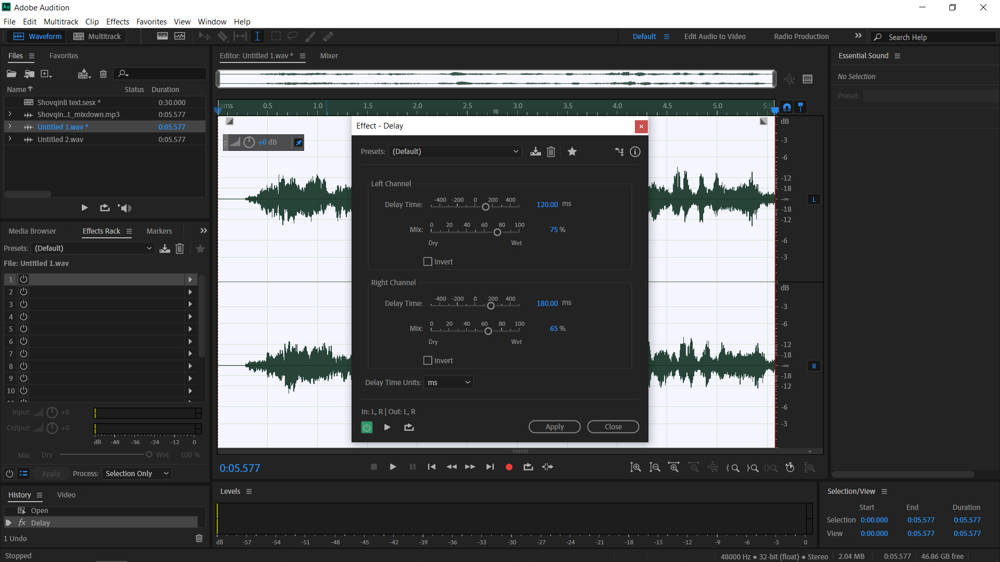 Au Adobe Audition
File Edit Multitrack Clip Effects Favorites View Window Help
Waveform Multitrack Default Edit Audio to Video Radio Production Search Help
Files Favorites
Name Status Duration
Shovqinli text.sesx * 0:30.000
Shovqin...t_mixdown.mp3 0:05.577
Untitled 1.wav * 0:05.577
Untitled 2.wav 0:05.577
Media Browser Effects Rack Markers
Presets: (Default)
File: Untitled 1.wav
1
2
3
4
5
6
7
8
9
10
11
Input: +0
Output: +0
dB -48 -36 -24 -12 0
Mix: Dry Wet 100 %
Apply Process: Selection Only
History Video
Open
fx Delay
1 Undo
Stopped
Editor: Untitled 1.wav * Mixer
hms 0.5 1.0 1.5 2.0 2.5 3.0 3.5 4.0 4.5 5.0 5.5
+0 dB
dB
-3
-6
-12
-18
-∞
-18
-12
-6
-3
L
dB
-3
-6
-12
-18
-∞
-18
-12
-6
-3
R
Effect - Delay
Presets: (Default)
Left Channel
-400 -200 0 200 400
Delay Time: 120.00 ms
0 20 40 60 80 100
Mix: 75 %
Dry Wet
Invert
Right Channel
-400 -200 0 200 400
Delay Time: 180.00 ms
0 20 40 60 80 100
Mix: 65 %
Dry Wet
Invert
Delay Time Units: ms
In: L, R | Out: L, R
Apply Close
0:05.577
Levels
dB -57 -54 -51 -48 -45 -42 -39 -36 -33 -30 -27 -24 -21 -18 -15 -12 -9 -6 -3 0
Essential Sound
No Selection
Preset:
Selection/View
Start End Duration
Selection 0:00.000 0:05.577 0:05.577
View 0:00.000 0:05.577 0:05.577
48000 Hz ● 32-bit (float) ● Stereo 2.04 MB 0:05.577 46.86 GB free